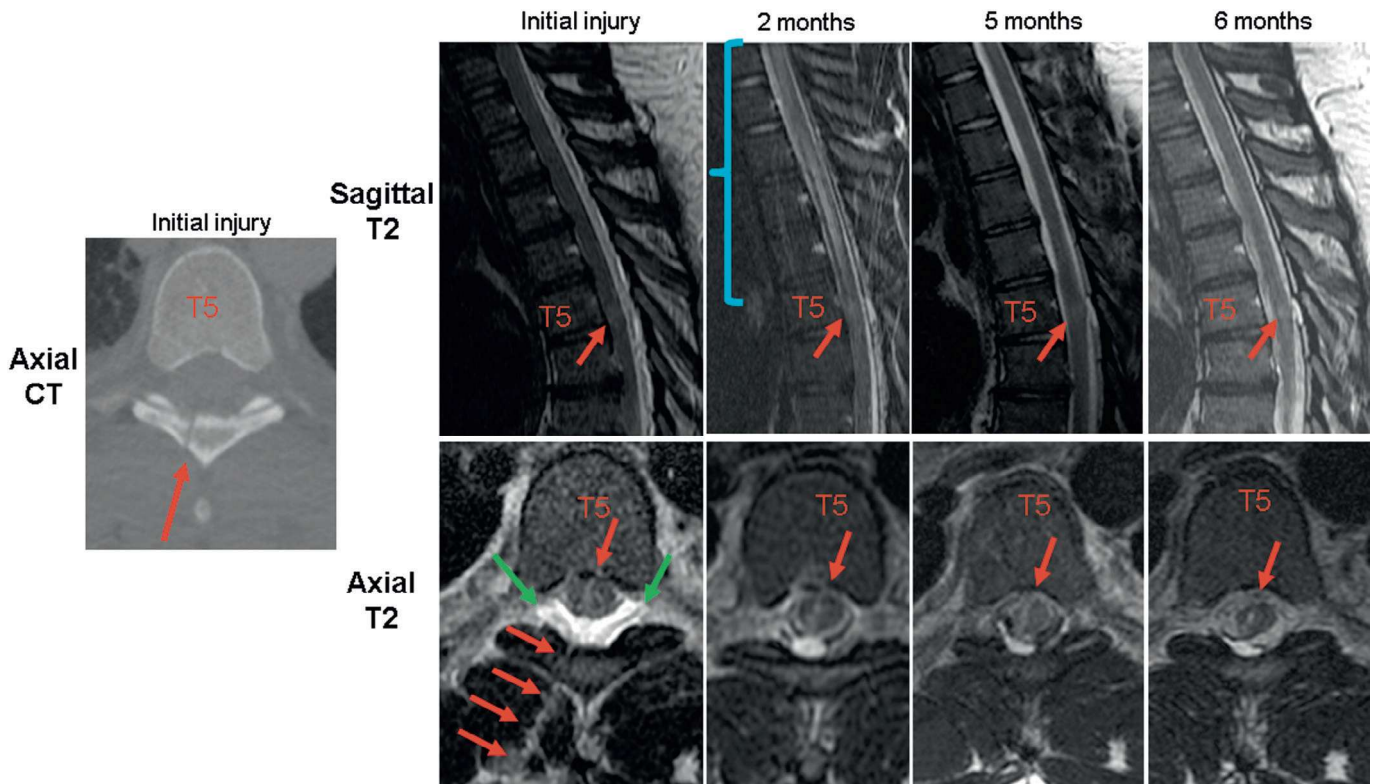 Initial injury
2 months
5 months
6 months
Sagittal
T2
T5
T5
T5
T5
Initial injury
Axial
CT
T5
Axial
T2
T5
T5
T5
T5